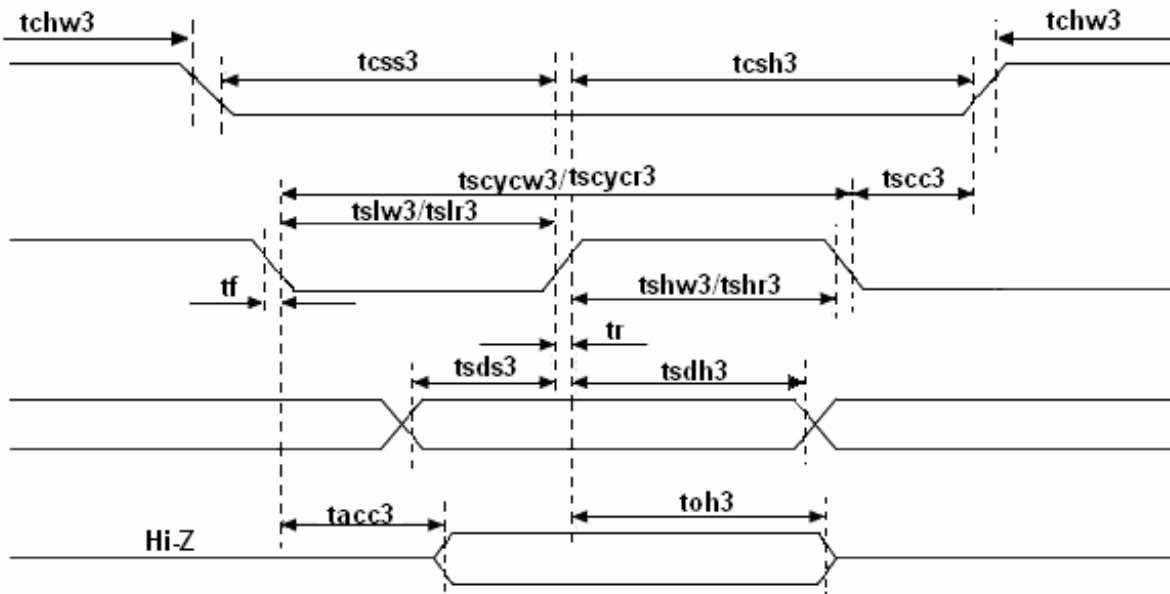 tchw3
tchw3
tcss3
tcsh3
tscycw3/tscycr3
tscc3
tslw3/tslr3
tf
tshw3/tshr3
tr
tsds3
tsdh3
tacc3
toh3
Hi-Z